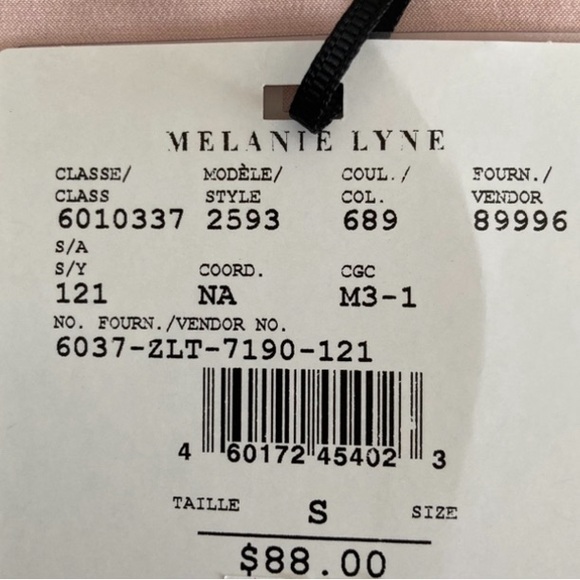 MELANIE LYNE
CLASSE/ MODÈLE/ COUL./ FOURN./
CLASS STYLE COL. VENDOR
6010337 2593 689 89996
S/A
S/Y COORD. CGC
121 NA M3-1
NO. FOURN./VENDOR NO.
6037-ZLT-7190-121
4 60172 45402 3
TAILLE S SIZE
$88.00